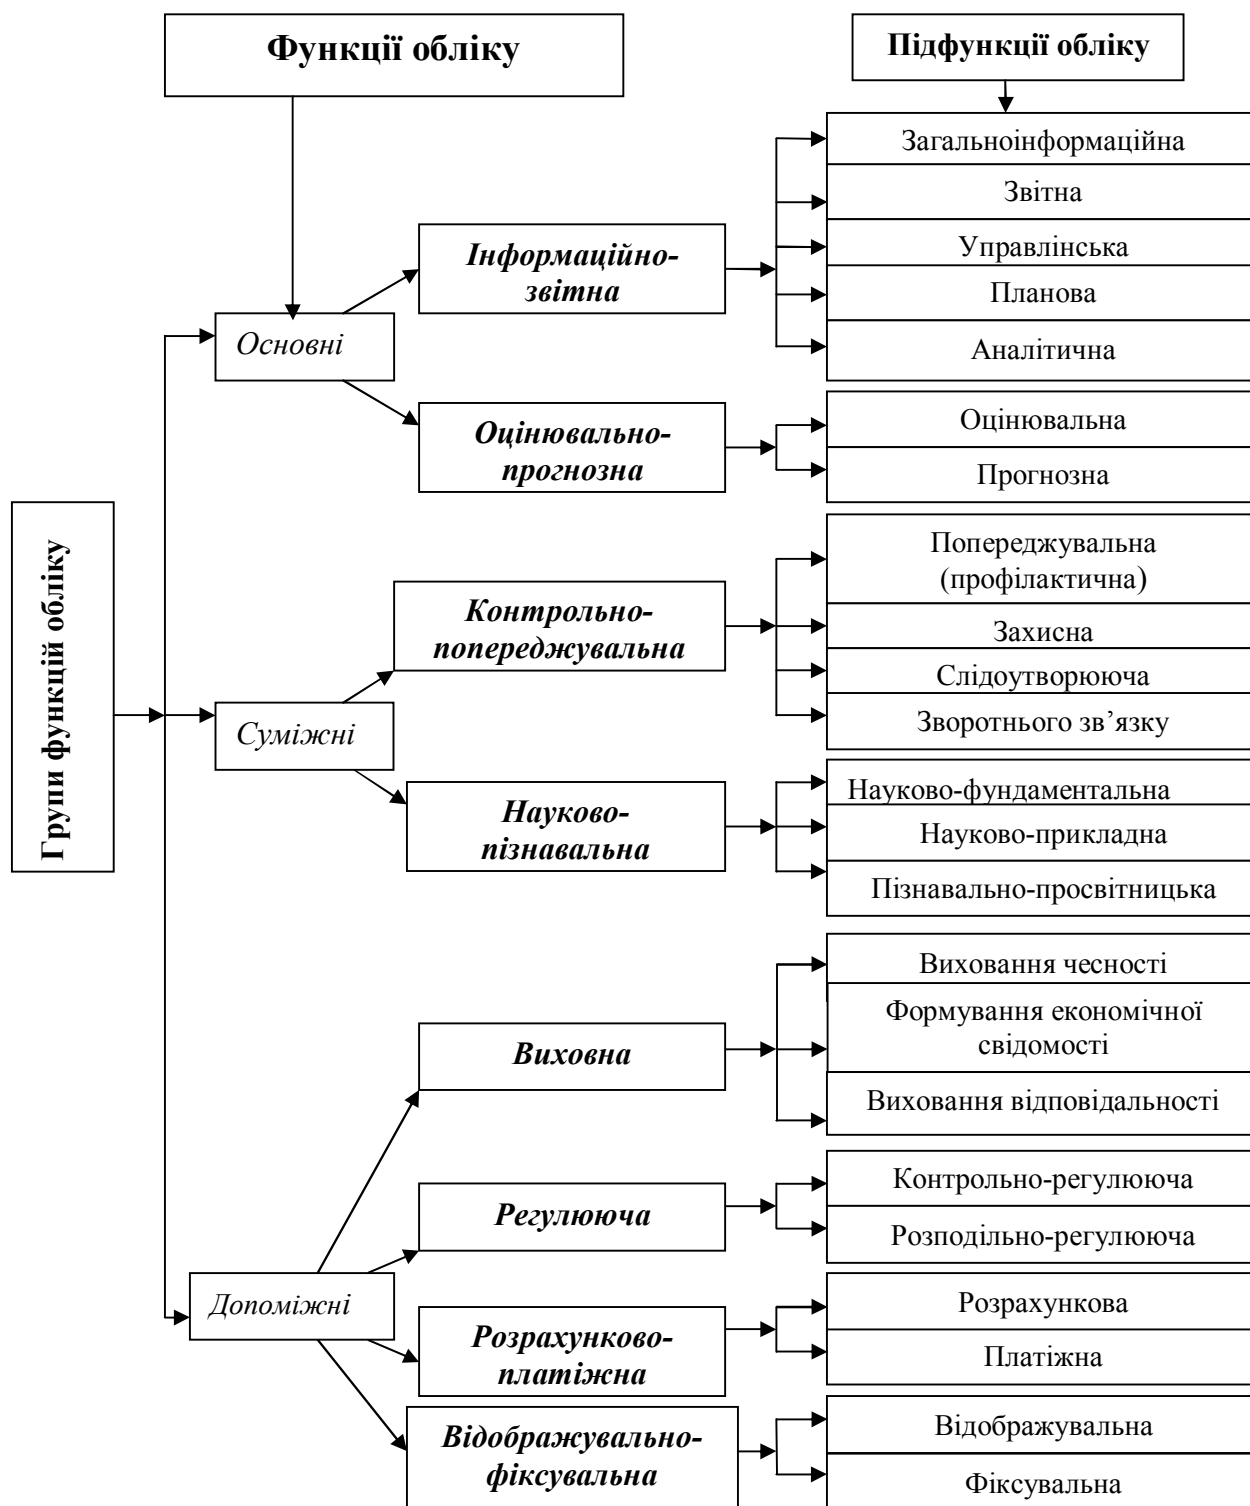 Функції обліку
Підфункції обліку
Групи функцій обліку
Основні
Інформаційно-
звітна
Загальноінформаційна
Звітна
Управлінська
Планова
Аналітична
Оцінювально-
прогнозна
Оцінювальна
Прогнозна
Суміжні
Контрольно-
попереджувальна
Попереджувальна
(профілактична)
Захисна
Слідоутворююча
Зворотнього зв’язку
Науково-
пізнавальна
Науково-фундаментальна
Науково-прикладна
Пізнавально-просвітницька
Допоміжні
Виховна
Виховання чесності
Формування економічної
свідомості
Виховання відповідальності
Регулююча
Контрольно-регулююча
Розподільно-регулююча
Розрахунково-
платіжна
Розрахункова
Платіжна
Відображувально-
фіксувальна
Відображувальна
Фіксувальна